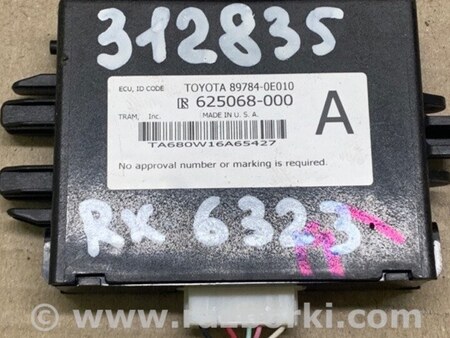 312835
ECU, ID CODE TOYOTA 89784-0E010
625068-000
TRAM, Inc. MADE IN U. S. A.
A
TA680W16A65427
No approval number or marking is required.
RX 6323
www.razborki.com